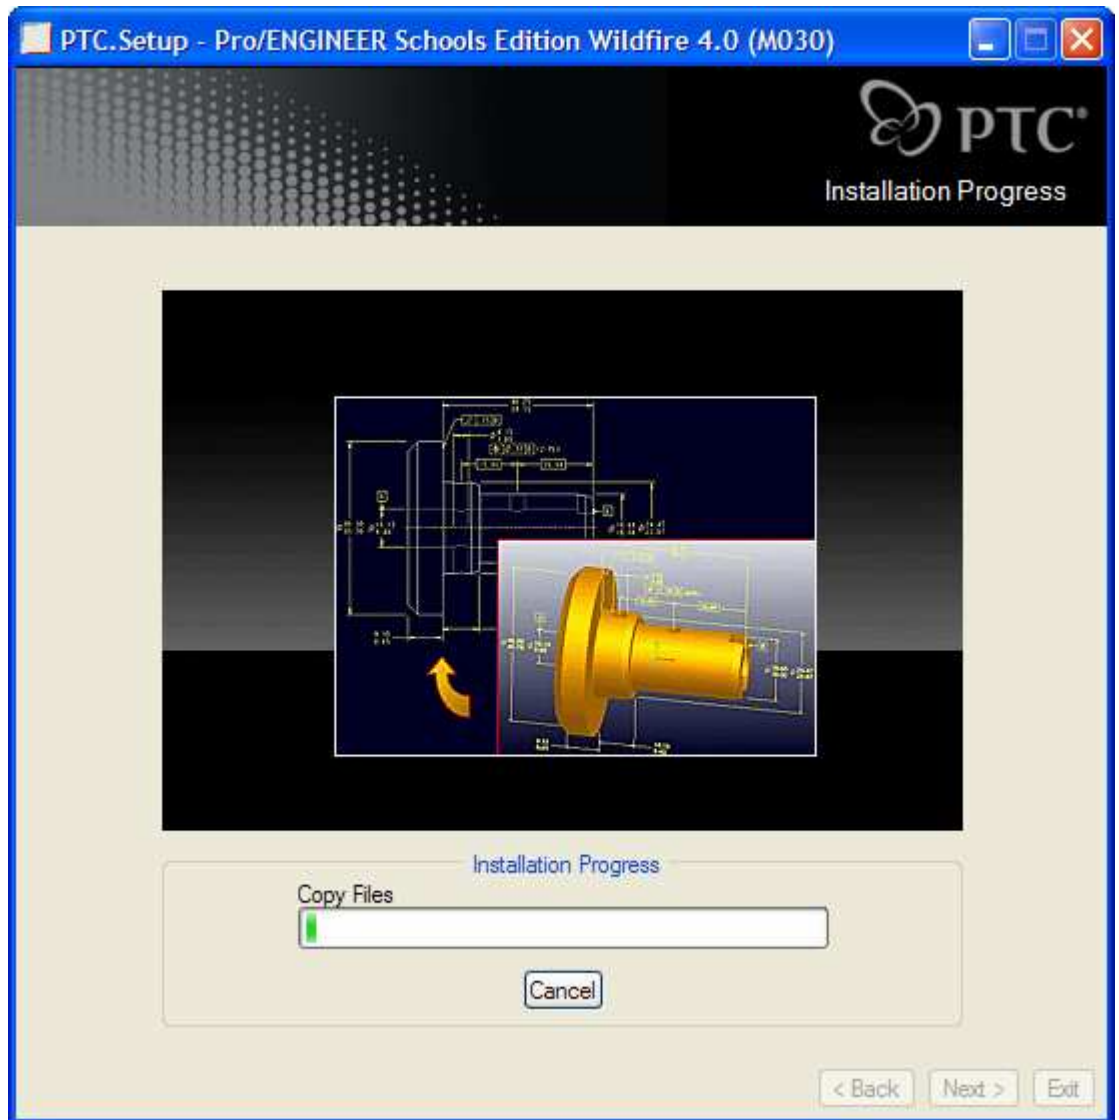 PTC.Setup - Pro/ENGINEER Schools Edition Wildfire 4.0 (M030)
PTC®
Installation Progress
Installation Progress
Copy Files
Cancel
< Back Next > Exit